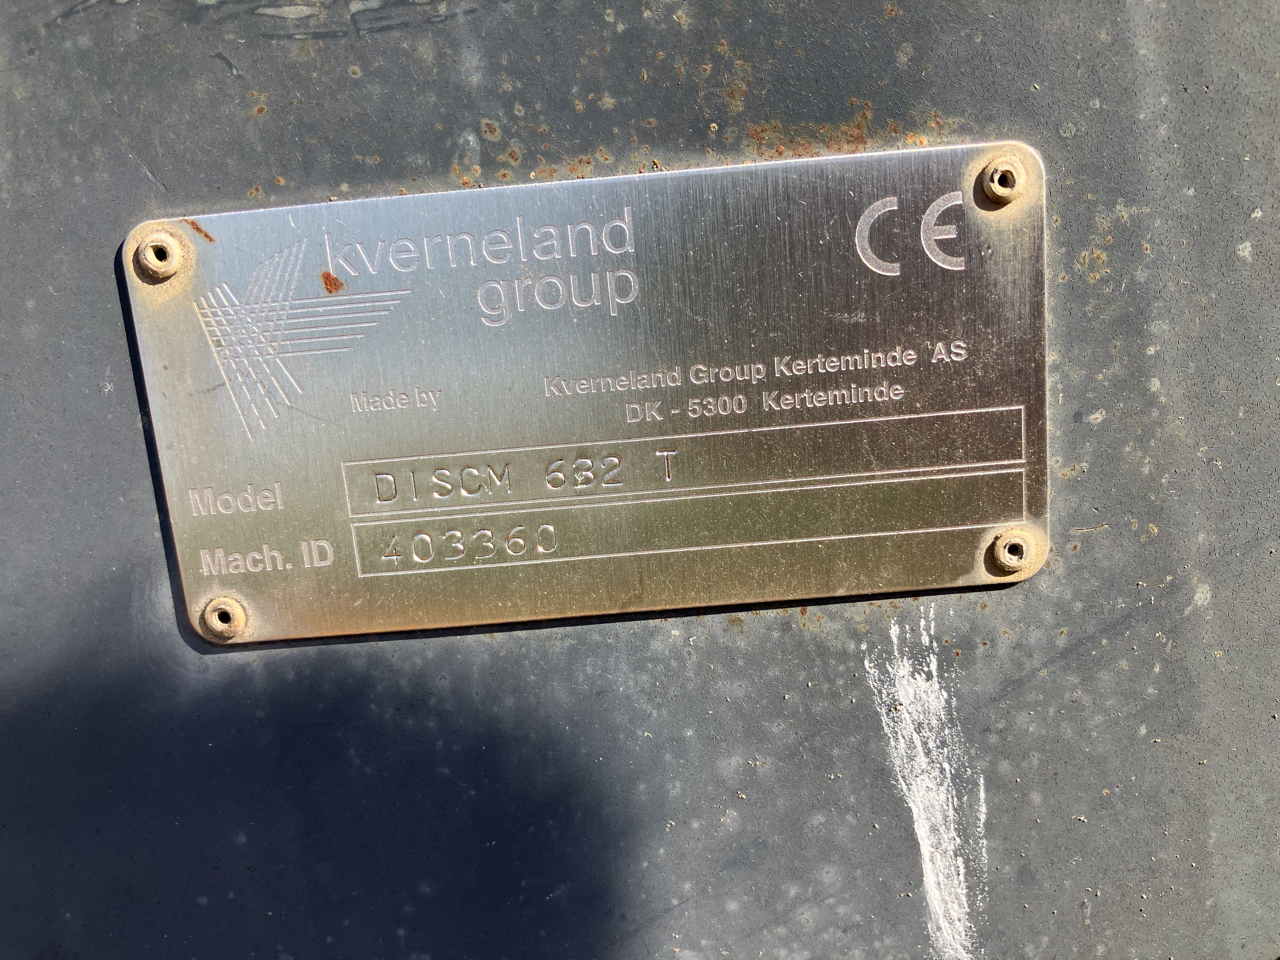 kverneland
group
CE
Made by
Kverneland Group Kerteminde AS
DK - 5300 Kerteminde
Model DISCM 632 T
Mach. ID 403360